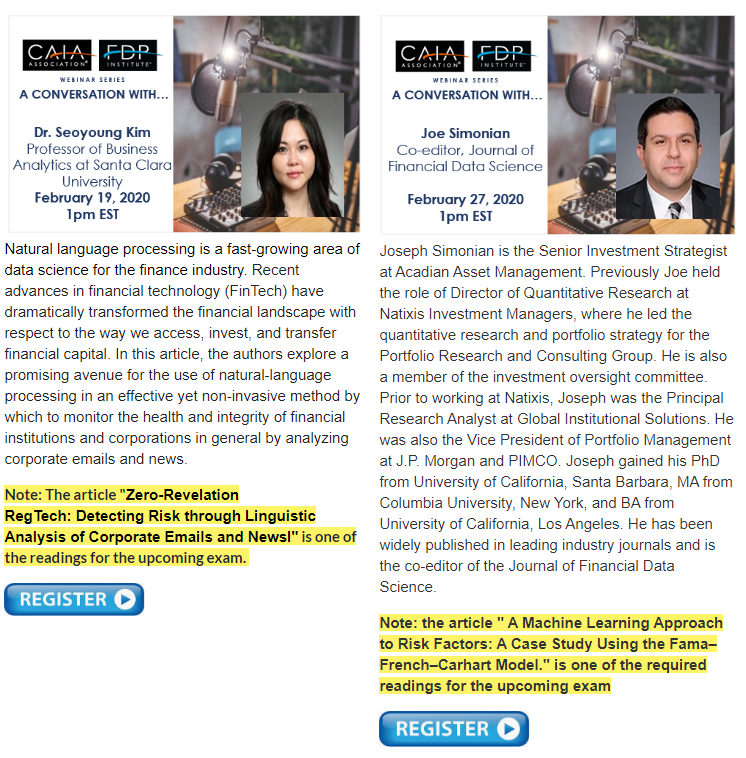 CAIA
ASSOCIATION®
FDP
INSTITUTE™
WEBINAR SERIES
A CONVERSATION WITH...
Dr. Seoyoung Kim
Professor of Business
Analytics at Santa Clara
University
February 19, 2020
1pm EST
Natural language processing is a fast-growing area of
data science for the finance industry. Recent
advances in financial technology (FinTech) have
dramatically transformed the financial landscape with
respect to the way we access, invest, and transfer
financial capital. In this article, the authors explore a
promising avenue for the use of natural-language
processing in an effective yet non-invasive method by
which to monitor the health and integrity of financial
institutions and corporations in general by analyzing
corporate emails and news.
Note: The article "Zero-Revelation
RegTech: Detecting Risk through Linguistic
Analysis of Corporate Emails and Newsl" is one of
the readings for the upcoming exam.
REGISTER
CAIA
ASSOCIATION®
FDP
INSTITUTE™
WEBINAR SERIES
A CONVERSATION WITH...
Joe Simonian
Co-editor, Journal of
Financial Data Science
February 27, 2020
1pm EST
Joseph Simonian is the Senior Investment Strategist
at Acadian Asset Management. Previously Joe held
the role of Director of Quantitative Research at
Natixis Investment Managers, where he led the
quantitative research and portfolio strategy for the
Portfolio Research and Consulting Group. He is also
a member of the investment oversight committee.
Prior to working at Natixis, Joseph was the Principal
Research Analyst at Global Institutional Solutions. He
was also the Vice President of Portfolio Management
at J.P. Morgan and PIMCO. Joseph gained his PhD
from University of California, Santa Barbara, MA from
Columbia University, New York, and BA from
University of California, Los Angeles. He has been
widely published in leading industry journals and is
the co-editor of the Journal of Financial Data
Science.
Note: the article " A Machine Learning Approach
to Risk Factors: A Case Study Using the Fama–
French–Carhart Model." is one of the required
readings for the upcoming exam
REGISTER